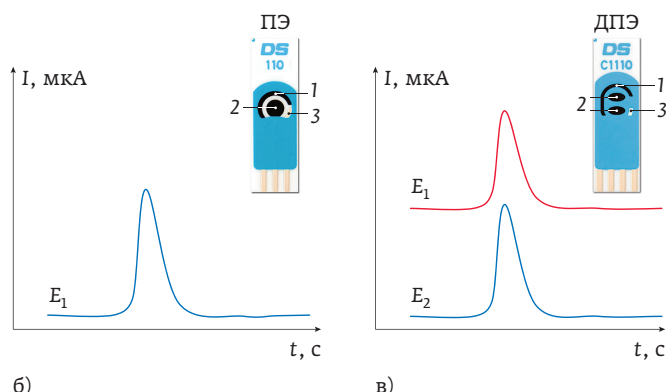 ПЭ
DS
110
I, мкА
1
2
3
E1
t, с
б)
ДПЭ
DS
C1110
I, мкА
1
2
3
E1
E2
t, с
в)